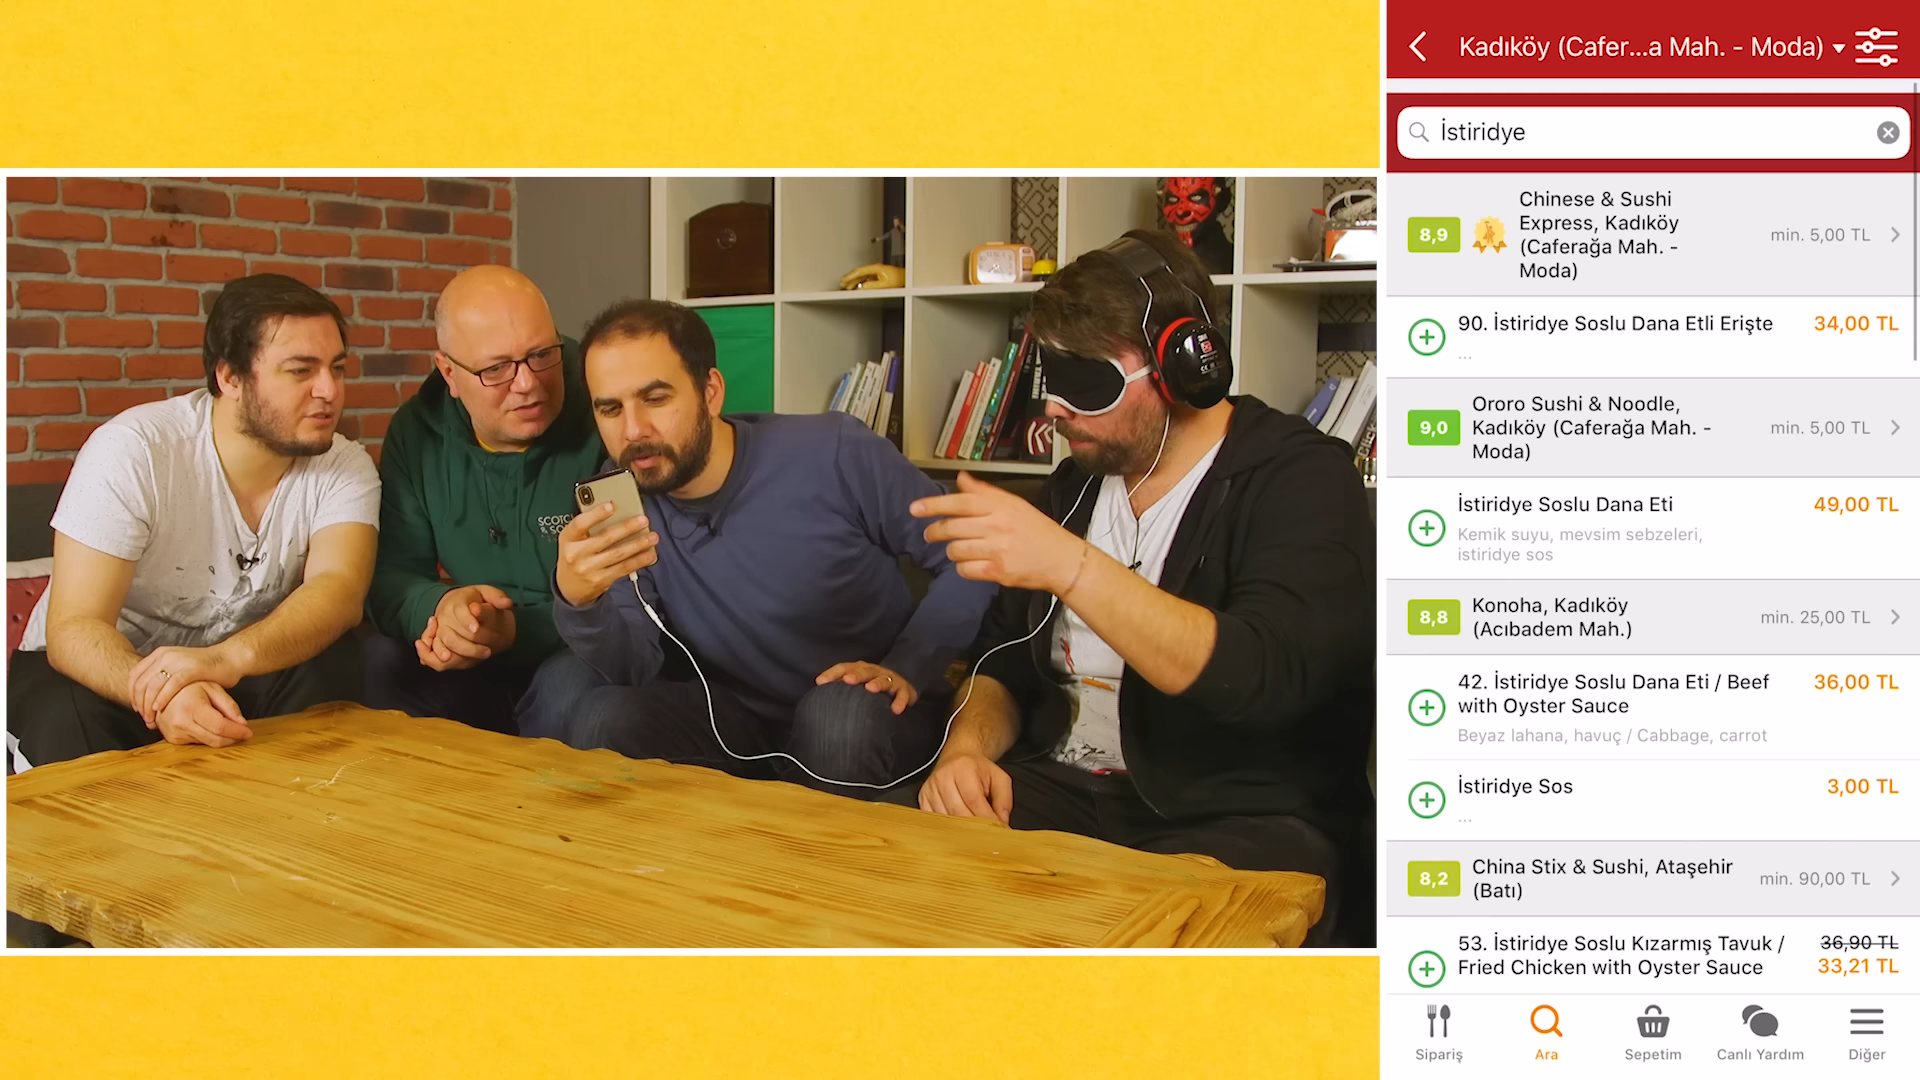 Kadıköy (Cafer...a Mah. - Moda)
İstiridye
8,9
Chinese & Sushi
Express, Kadıköy
(Caferağa Mah. -
Moda)
min. 5,00 TL
90. İstiridye Soslu Dana Etli Erişte
34,00 TL
...
9,0
Ororo Sushi & Noodle,
Kadıköy (Caferağa Mah. -
Moda)
min. 5,00 TL
İstiridye Soslu Dana Eti
49,00 TL
Kemik suyu, mevsim sebzeleri,
istiridye sos
8,8
Konoha, Kadıköy
(Acıbadem Mah.)
min. 25,00 TL
42. İstiridye Soslu Dana Eti / Beef
with Oyster Sauce
36,00 TL
Beyaz lahana, havuç / Cabbage, carrot
İstiridye Sos
3,00 TL
...
8,2
China Stix & Sushi, Ataşehir
(Batı)
min. 90,00 TL
53. İstiridye Soslu Kızarmış Tavuk /
Fried Chicken with Oyster Sauce
36,90 TL
33,21 TL
Sipariş
Ara
Sepetim
Canlı Yardım
Diğer